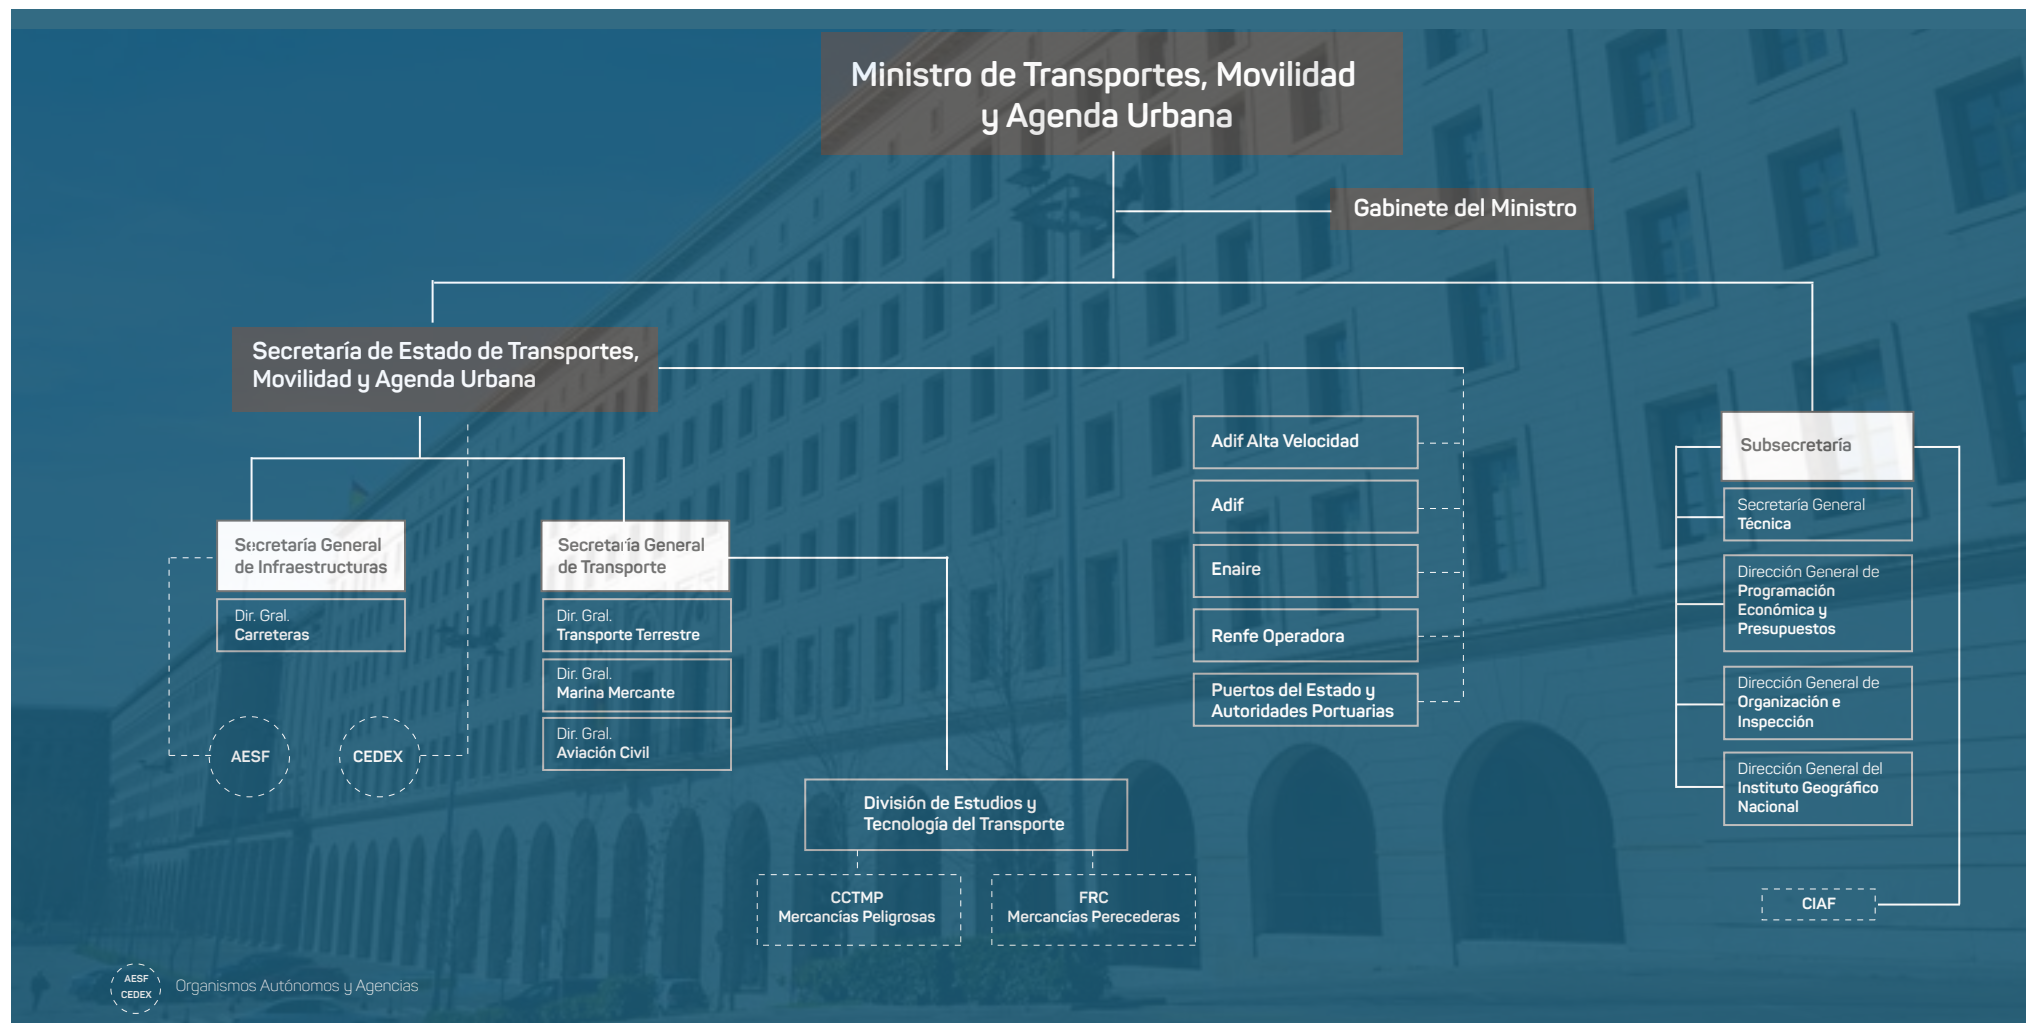 Ministro de Transportes, Movilidad
y Agenda Urbana
Gabinete del Ministro
Secretaría de Estado de Transportes,
Movilidad y Agenda Urbana
Adif Alta Velocidad
Adif
Enaire
Renfe Operadora
Puertos del Estado y
Autoridades Portuarias
Subsecretaría
Secretaría General
Técnica
Dirección General de
Programación
Económica y
Presupuestos
Dirección General de
Organización e
Inspección
Dirección General del
Instituto Geográfico
Nacional
CIAF
Secretaría General
de Infraestructuras
Dir. Gral.
Carreteras
AESF
CEDEX
Secretaría General
de Transporte
Dir. Gral.
Transporte Terrestre
Dir. Gral.
Marina Mercante
Dir. Gral.
Aviación Civil
División de Estudios y
Tecnología del Transporte
CCTMP
Mercancías Peligrosas
FRC
Mercancías Perecederas
AESF
CEDEX
Organismos Autónomos y Agencias